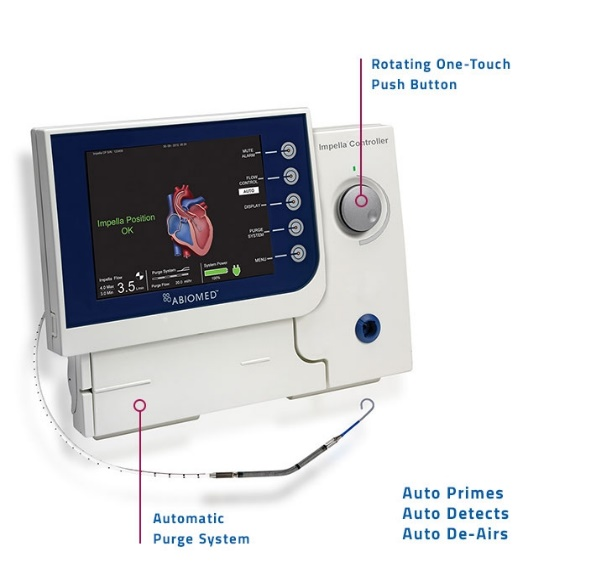 Rotating One-Touch
Push Button
Impella Controller
MUTE
ALARM
FLOW
CONTROL
AUTO
DISPLAY
PURGE
SYSTEM
MENU
Impella Position
OK
Impella Flow
4.0 Max
3.0 Min
3.5
Purge System
Purge Flow 20.0 ml/hr
System Power
100%
ABIOMED
Automatic
Purge System
Auto Primes
Auto Detects
Auto De-Airs